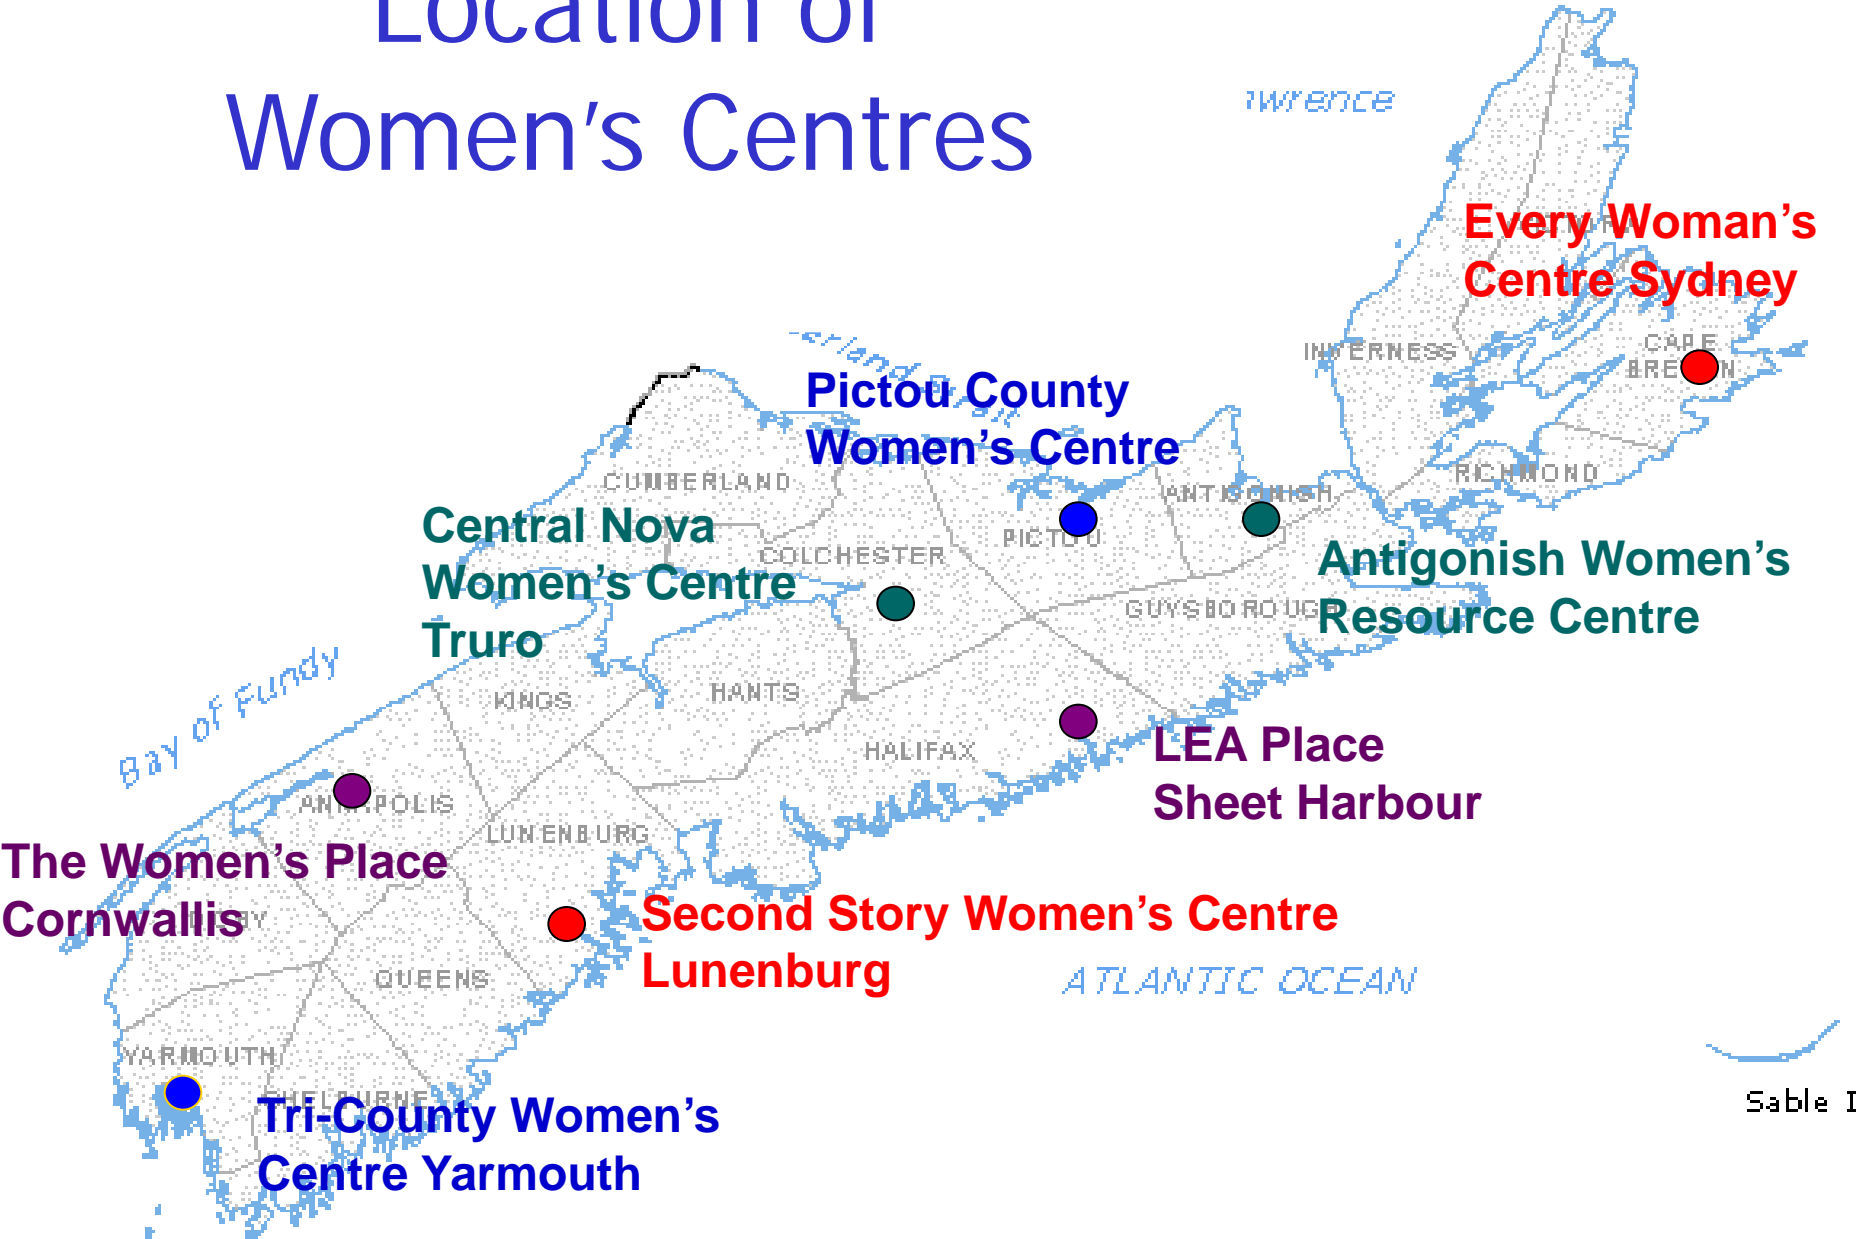 Location of
Women's Centres
Every Woman’s
Centre Sydney
CAPE
INVERNESS
Pictou County
Women’s Centre
CUMBERLAND
RICHMOND
ANTIGONISH
Central Nova
Women’s Centre
Truro
PICTOU
COLCHESTER
Antigonish Women’s
Resource Centre
GUYSBOROUGH
Bay of Fundy
KINGS
HANTS
HALIFAX
LEA Place
Sheet Harbour
LUNENBURG
The Women’s Place
Cornwallis
Second Story Women’s Centre
Lunenburg
QUEENS
ATLANTIC OCEAN
YARMOUTH
SHELBURNE
Sable I
Tri-County Women’s
Centre Yarmouth